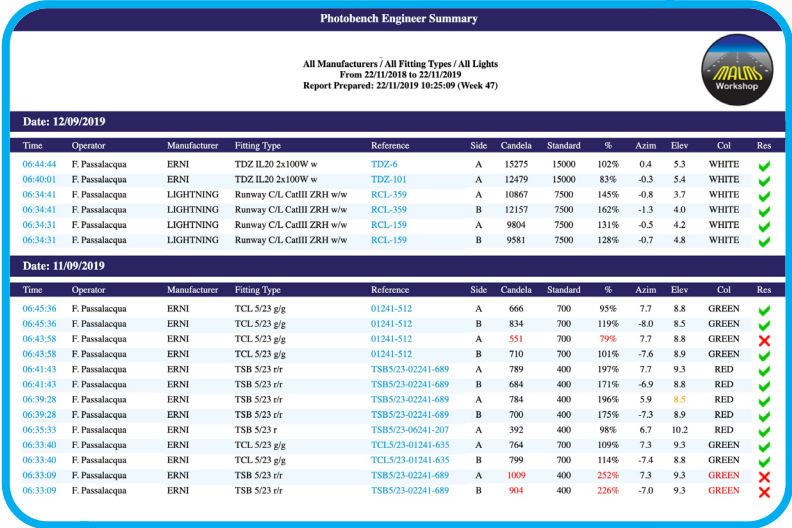 Photobench Engineer Summary
All Manufacturers / All Fitting Types / All Lights
From 22/11/2018 to 22/11/2019
Report Prepared: 22/11/2019 10:25:09 (Week 47)
MALMS
Workshop
Date: 12/09/2019
Time Operator Manufacturer Fitting Type Reference Side Candela Standard % Azim Elev Col Res
06:44:44 F. Passalacqua ERNI TDZ IL20 2x100W w TDZ-6 A 15275 15000 102% 0.4 5.3 WHITE
06:40:01 F. Passalacqua ERNI TDZ IL20 2x100W w TDZ-101 A 12479 15000 83% -0.3 5.4 WHITE
06:34:41 F. Passalacqua LIGHTNING Runway C/L CatIII ZRH w/w RCL-359 A 10867 7500 145% -0.8 3.7 WHITE
06:34:41 F. Passalacqua LIGHTNING Runway C/L CatIII ZRH w/w RCL-359 B 12157 7500 162% -1.3 4.0 WHITE
06:34:31 F. Passalacqua LIGHTNING Runway C/L CatIII ZRH w/w RCL-159 A 9804 7500 131% -0.5 4.2 WHITE
06:34:31 F. Passalacqua LIGHTNING Runway C/L CatIII ZRH w/w RCL-159 B 9581 7500 128% -0.7 4.8 WHITE
Date: 11/09/2019
Time Operator Manufacturer Fitting Type Reference Side Candela Standard % Azim Elev Col Res
06:45:36 F. Passalacqua ERNI TCL 5/23 g/g 01241-512 A 666 700 95% 7.7 8.8 GREEN
06:45:36 F. Passalacqua ERNI TCL 5/23 g/g 01241-512 B 834 700 119% -8.0 8.5 GREEN
06:43:58 F. Passalacqua ERNI TCL 5/23 g/g 01241-512 A 551 700 79% 7.7 8.8 GREEN
06:43:58 F. Passalacqua ERNI TCL 5/23 g/g 01241-512 B 710 700 101% -7.6 8.9 GREEN
06:41:43 F. Passalacqua ERNI TSB 5/23 r/r TSB5/23-02241-689 A 789 400 197% 7.7 9.3 RED
06:41:43 F. Passalacqua ERNI TSB 5/23 r/r TSB5/23-02241-689 B 684 400 171% -6.9 8.8 RED
06:39:28 F. Passalacqua ERNI TSB 5/23 r/r TSB5/23-02241-689 A 784 400 196% 5.9 8.5 RED
06:39:28 F. Passalacqua ERNI TSB 5/23 r/r TSB5/23-02241-689 B 700 400 175% -7.3 8.9 RED
06:35:33 F. Passalacqua ERNI TSB 5/23 r TSB5/23-06241-207 A 392 400 98% 6.7 10.2 RED
06:33:40 F. Passalacqua ERNI TCL 5/23 g/g TCL5/23-01241-635 A 764 700 109% 7.3 9.3 GREEN
06:33:40 F. Passalacqua ERNI TCL 5/23 g/g TCL5/23-01241-635 B 799 700 114% -7.4 8.8 GREEN
06:33:09 F. Passalacqua ERNI TSB 5/23 r/r TSB5/23-02241-689 A 1009 400 252% 7.3 9.3 GREEN
06:33:09 F. Passalacqua ERNI TSB 5/23 r/r TSB5/23-02241-689 B 904 400 226% -7.0 9.3 GREEN